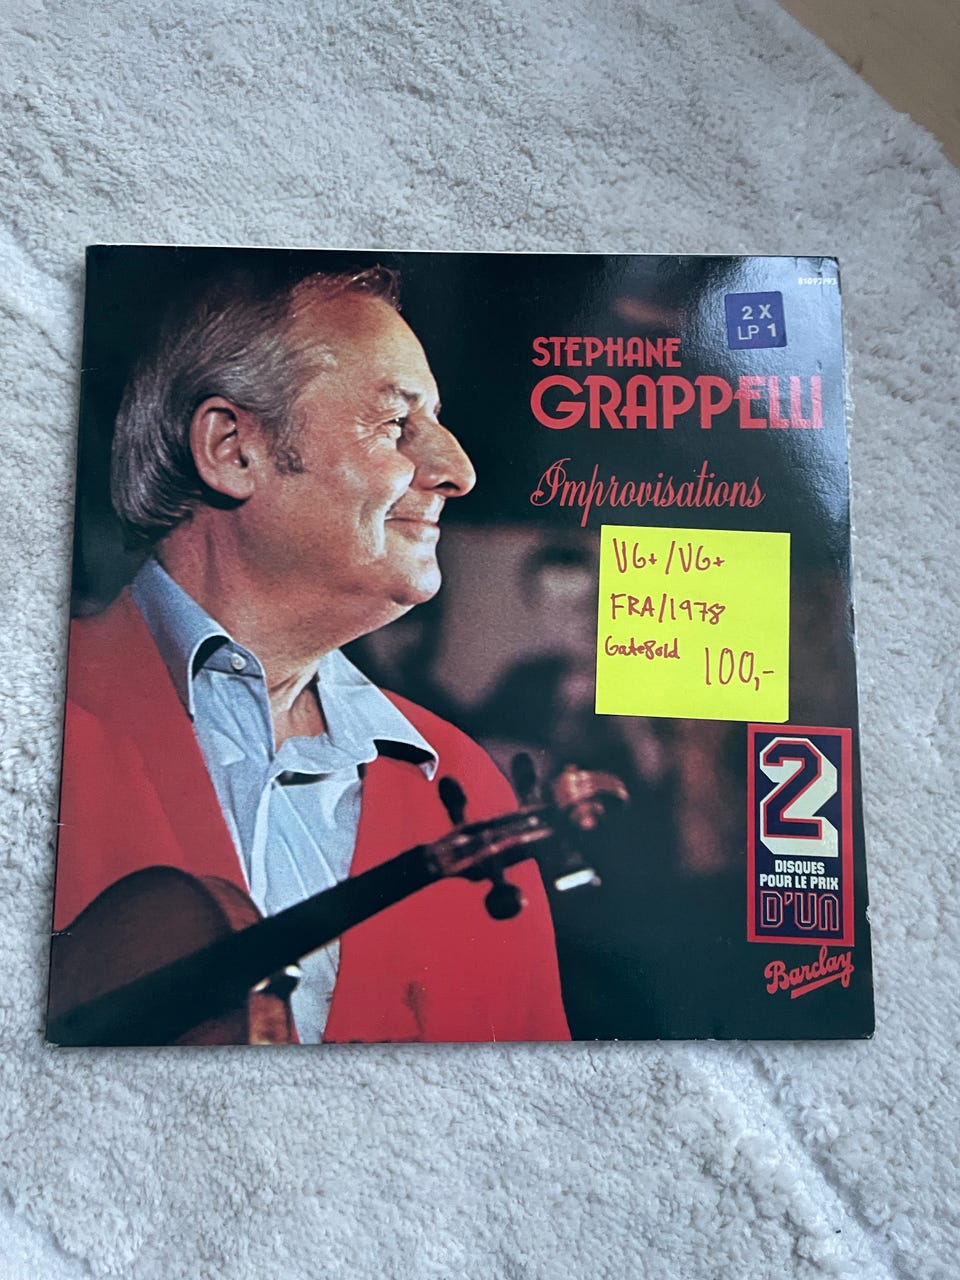 2 X
LP 1
STEPHANE
GRAPPELLI
Improvisations
VG+/VG+
FRA/1978
Gatefold
100,-
2
DISQUES
POUR LE PRIX
D'UN
Barclay